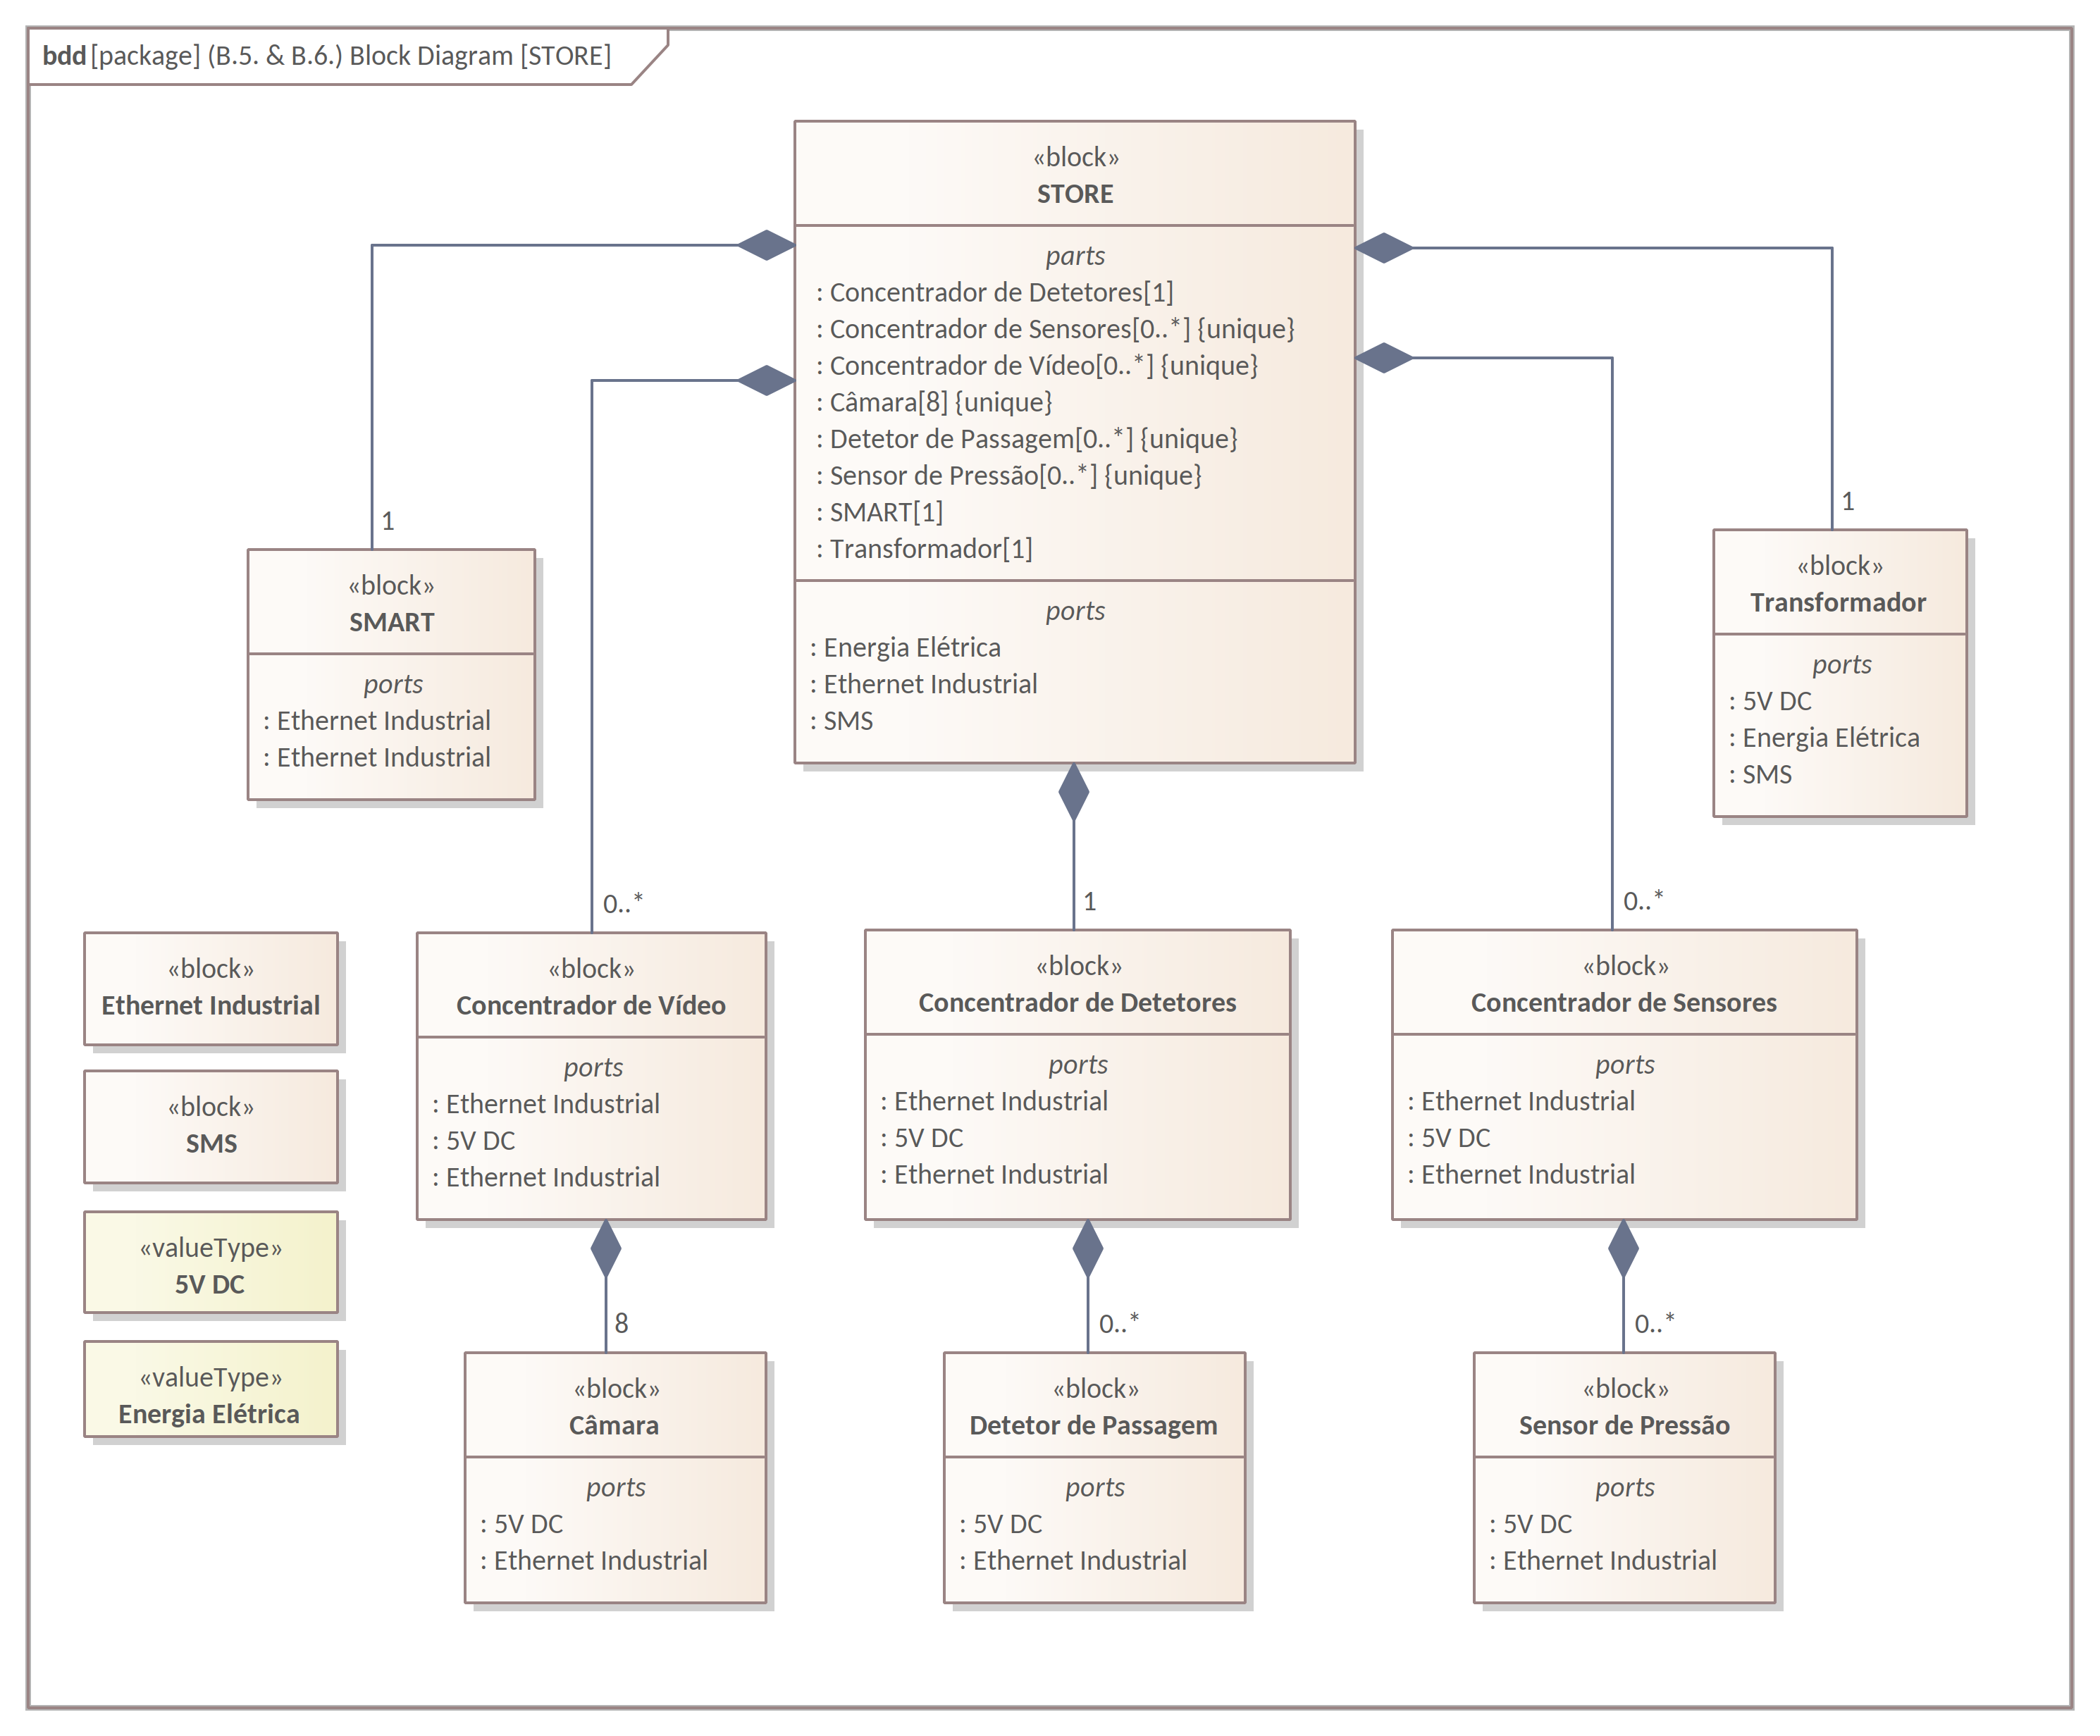 bdd [package] (B.5. & B.6.) Block Diagram [STORE]
«block»
STORE
parts
: Concentrador de Detetores[1]
: Concentrador de Sensores[0..*] {unique}
: Concentrador de Vídeo[0..*] {unique}
: Câmara[8] {unique}
: Detetor de Passagem[0..*] {unique}
: Sensor de Pressão[0..*] {unique}
: SMART[1]
: Transformador[1]
ports
: Energia Elétrica
: Ethernet Industrial
: SMS
1
«block»
SMART
ports
: Ethernet Industrial
: Ethernet Industrial
1
«block»
Transformador
ports
: 5V DC
: Energia Elétrica
: SMS
«block»
Ethernet Industrial
«block»
SMS
«valueType»
5V DC
«valueType»
Energia Elétrica
0..*
«block»
Concentrador de Vídeo
ports
: Ethernet Industrial
: 5V DC
: Ethernet Industrial
1
«block»
Concentrador de Detetores
ports
: Ethernet Industrial
: 5V DC
: Ethernet Industrial
0..*
«block»
Concentrador de Sensores
ports
: Ethernet Industrial
: 5V DC
: Ethernet Industrial
8
«block»
Câmara
ports
: 5V DC
: Ethernet Industrial
0..*
«block»
Detetor de Passagem
ports
: 5V DC
: Ethernet Industrial
0..*
«block»
Sensor de Pressão
ports
: 5V DC
: Ethernet Industrial